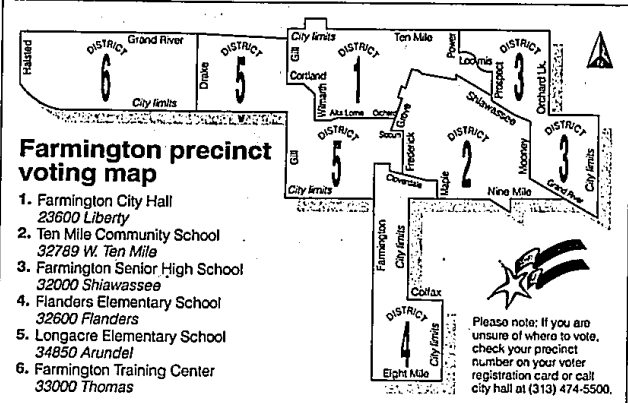 City limits
Ten Mile
Power
Grand River
DISTRICT
6
Halsted
City limits
Drake
DISTRICT
5
Gill
Cortland
Wilmarth
DISTRICT
1
Alta Loma
Orchard
Loomis
Prospect
DISTRICT
3
Orchard Lk.
Shiawassee
Grove
Gill
DISTRICT
5
City limits
Frederick
Cloverdale
Maple
DISTRICT
2
Nine Mile
Mooney
DISTRICT
3
Grand River
City limits
Farmington
City limits
Colfax
DISTRICT
4
City limits
Eight Mile
Farmington precinct
voting map
1. Farmington City Hall
23600 Liberty
2. Ten Mile Community School
32789 W. Ten Mile
3. Farmington Senior High School
32000 Shiawassee
4. Flanders Elementary School
32600 Flanders
5. Longacre Elementary School
34850 Arundel
6. Farmington Training Center
33000 Thomas
Please note: If you are
unsure of where to vote,
check your precinct
number on your voter
registration card or call
city hall at (313) 474-5500.